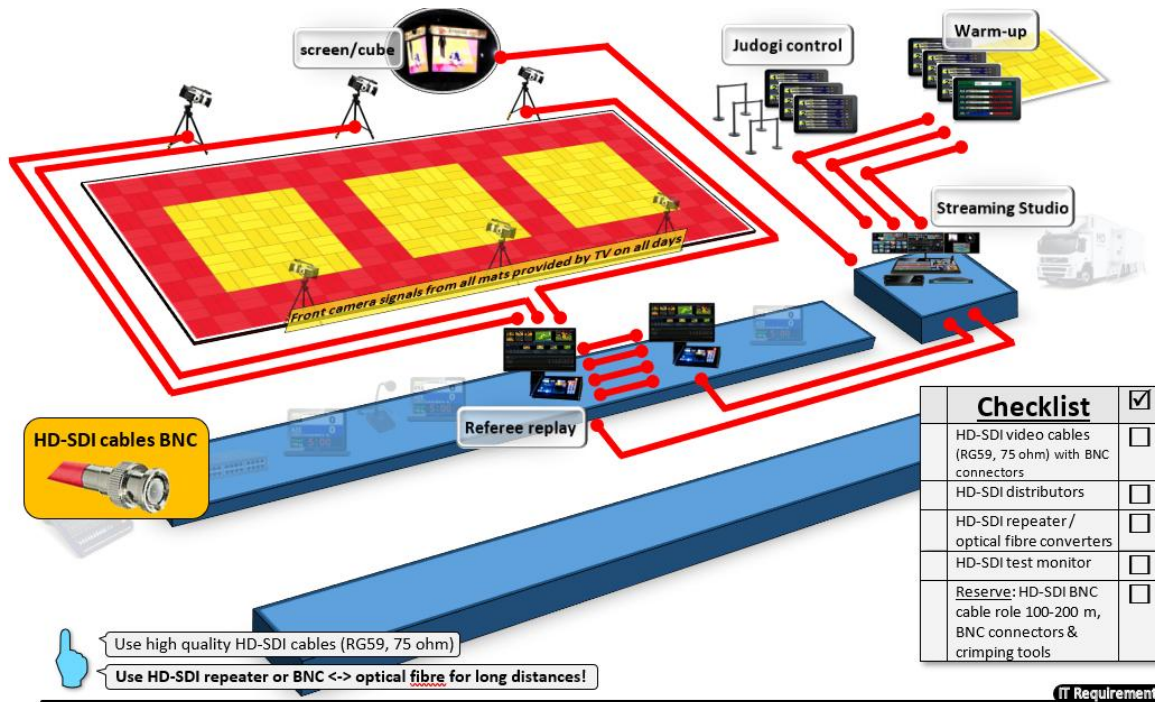 screen/cube
Judogi control
Warm-up
Streaming Studio
Front camera signals from all mats provided by TV on all days
Referee replay
HD-SDI cables BNC
Checklist
HD-SDI video cables
(RG59, 75 ohm) with BNC
connectors
HD-SDI distributors
HD-SDI repeater /
optical fibre converters
HD-SDI test monitor
Reserve: HD-SDI BNC
cable role 100-200 m,
BNC connectors &
crimping tools
Use high quality HD-SDI cables (RG59, 75 ohm)
Use HD-SDI repeater or BNC <-> optical fibre for long distances!
IT Requirement